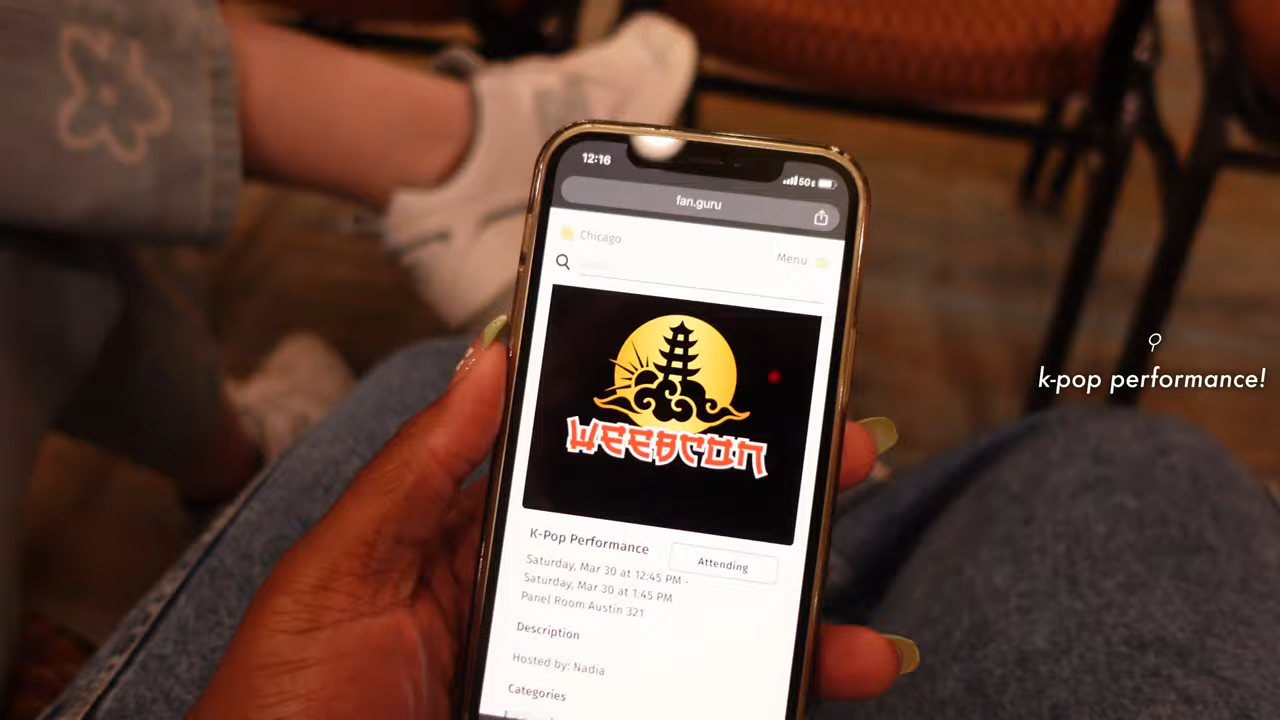 12:16
5GE
fan.guru
Chicago
Menu
WEEBCON
K-Pop Performance
Attending
Saturday, Mar 30 at 12:45 PM -
Saturday, Mar 30 at 1:45 PM
Panel Room Austin 321
Description
Hosted by: Nadia
Categories
k-pop performance!